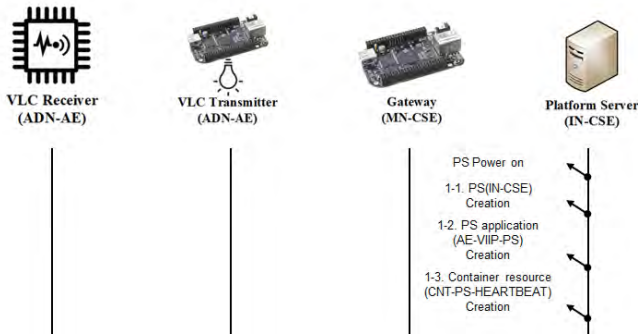 VLC Receiver
(ADN-AE)
VLC Transmitter
(ADN-AE)
Gateway
(MN-CSE)
Platform Server
(IN-CSE)
PS Power on
1-1. PS(IN-CSE)
Creation
1-2. PS application
(AE-VIIP-PS)
Creation
1-3. Container resource
(CNT-PS-HEARTBEAT)
Creation